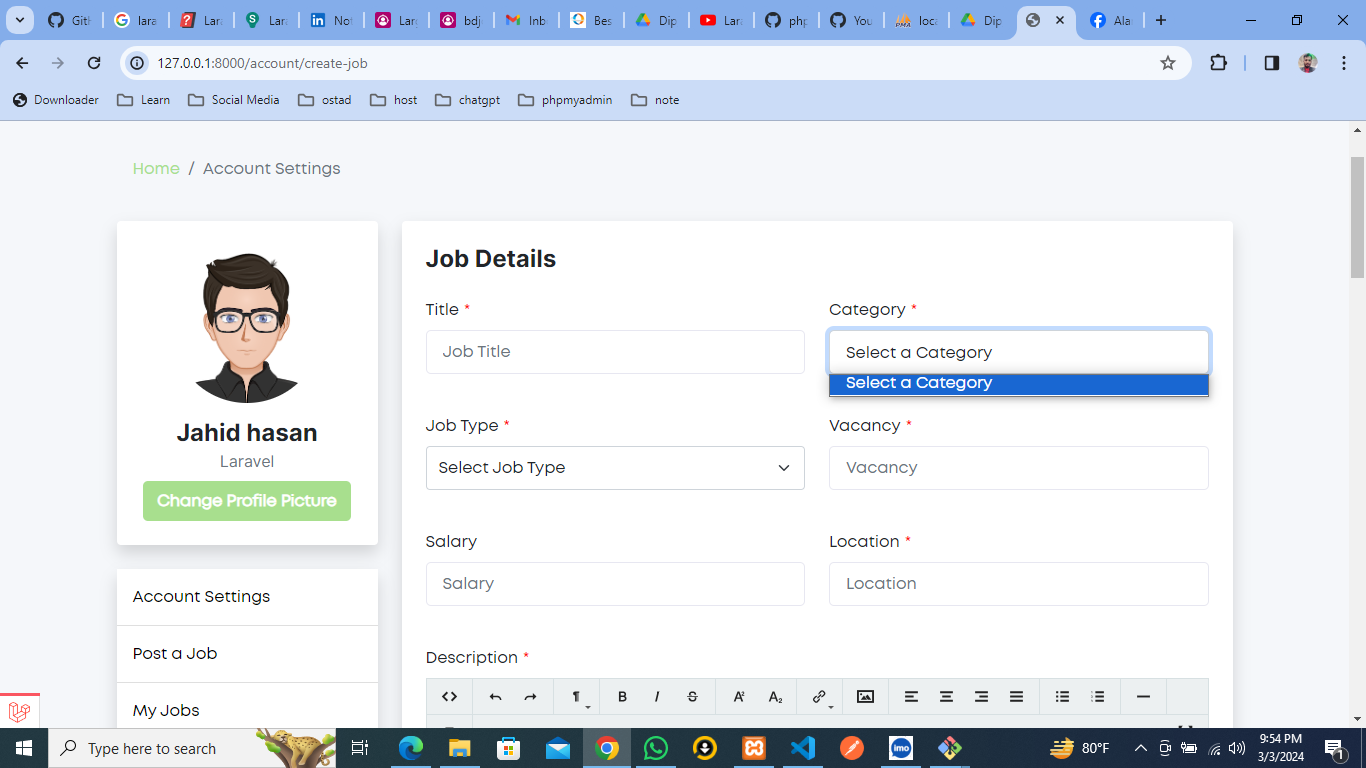 Gith
lara
Lara
Lara
Not
Larg
bdj
Inb
Bes
Dip
Lar
php
You
loca
Dip
Ala
127.0.0.1:8000/account/create-job
Downloader
Learn
Social Media
ostad
host
chatgpt
phpmyadmin
note
Home / Account Settings
Jahid hasan
Laravel
Change Profile Picture
Account Settings
Post a Job
My Jobs
Job Details
Title *
Category *
Job Title
Select a Category
Select a Category
Job Type *
Vacancy *
Select Job Type
Vacancy
Salary
Location *
Salary
Location
Description *
Type here to search
80°F
9:54 PM
3/3/2024